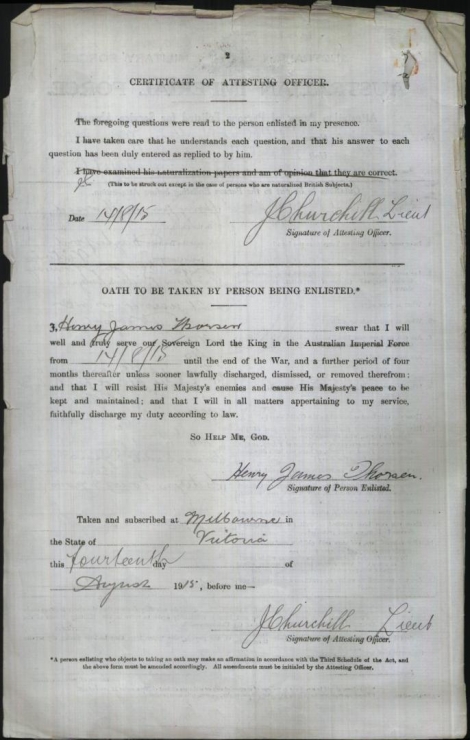 2
CERTIFICATE OF ATTESTING OFFICER.
The foregoing questions were read to the person enlisted in my presence.
I have taken care that he understands each question, and that his answer to each
question has been duly entered as replied to by him.
I have examined his naturalization papers and am of opinion that they are correct.
JC
(This to be struck out except in the case of persons who are naturalized British Subjects.)
Date 14/8/15
J Churchill Lieut
Signature of Attesting Officer.
OATH TO BE TAKEN BY PERSON BEING ENLISTED.*
I, Henry James Thorsen swear that I will
well and truly serve our Sovereign Lord the King in the Australian Imperial Force
from 14/8/15 until the end of the War, and a further period of four
months thereafter unless sooner lawfully discharged, dismissed, or removed therefrom;
and that I will resist His Majesty's enemies and cause His Majesty's peace to be
kept and maintained; and that I will in all matters appertaining to my service,
faithfully discharge my duty according to law.
SO HELP ME, GOD.
Henry James Thorsen.
Signature of Person Enlisted.
Taken and subscribed at Melbourne in
the State of Victoria
this fourteenth day of
August 1915, before me—
J Churchill Lieut
Signature of Attesting Officer.
*A person enlisting who objects to taking an oath may make an affirmation in accordance with the Third Schedule of the Act, and
the above form must be amended accordingly. All amendments must be initialed by the Attesting Officer.